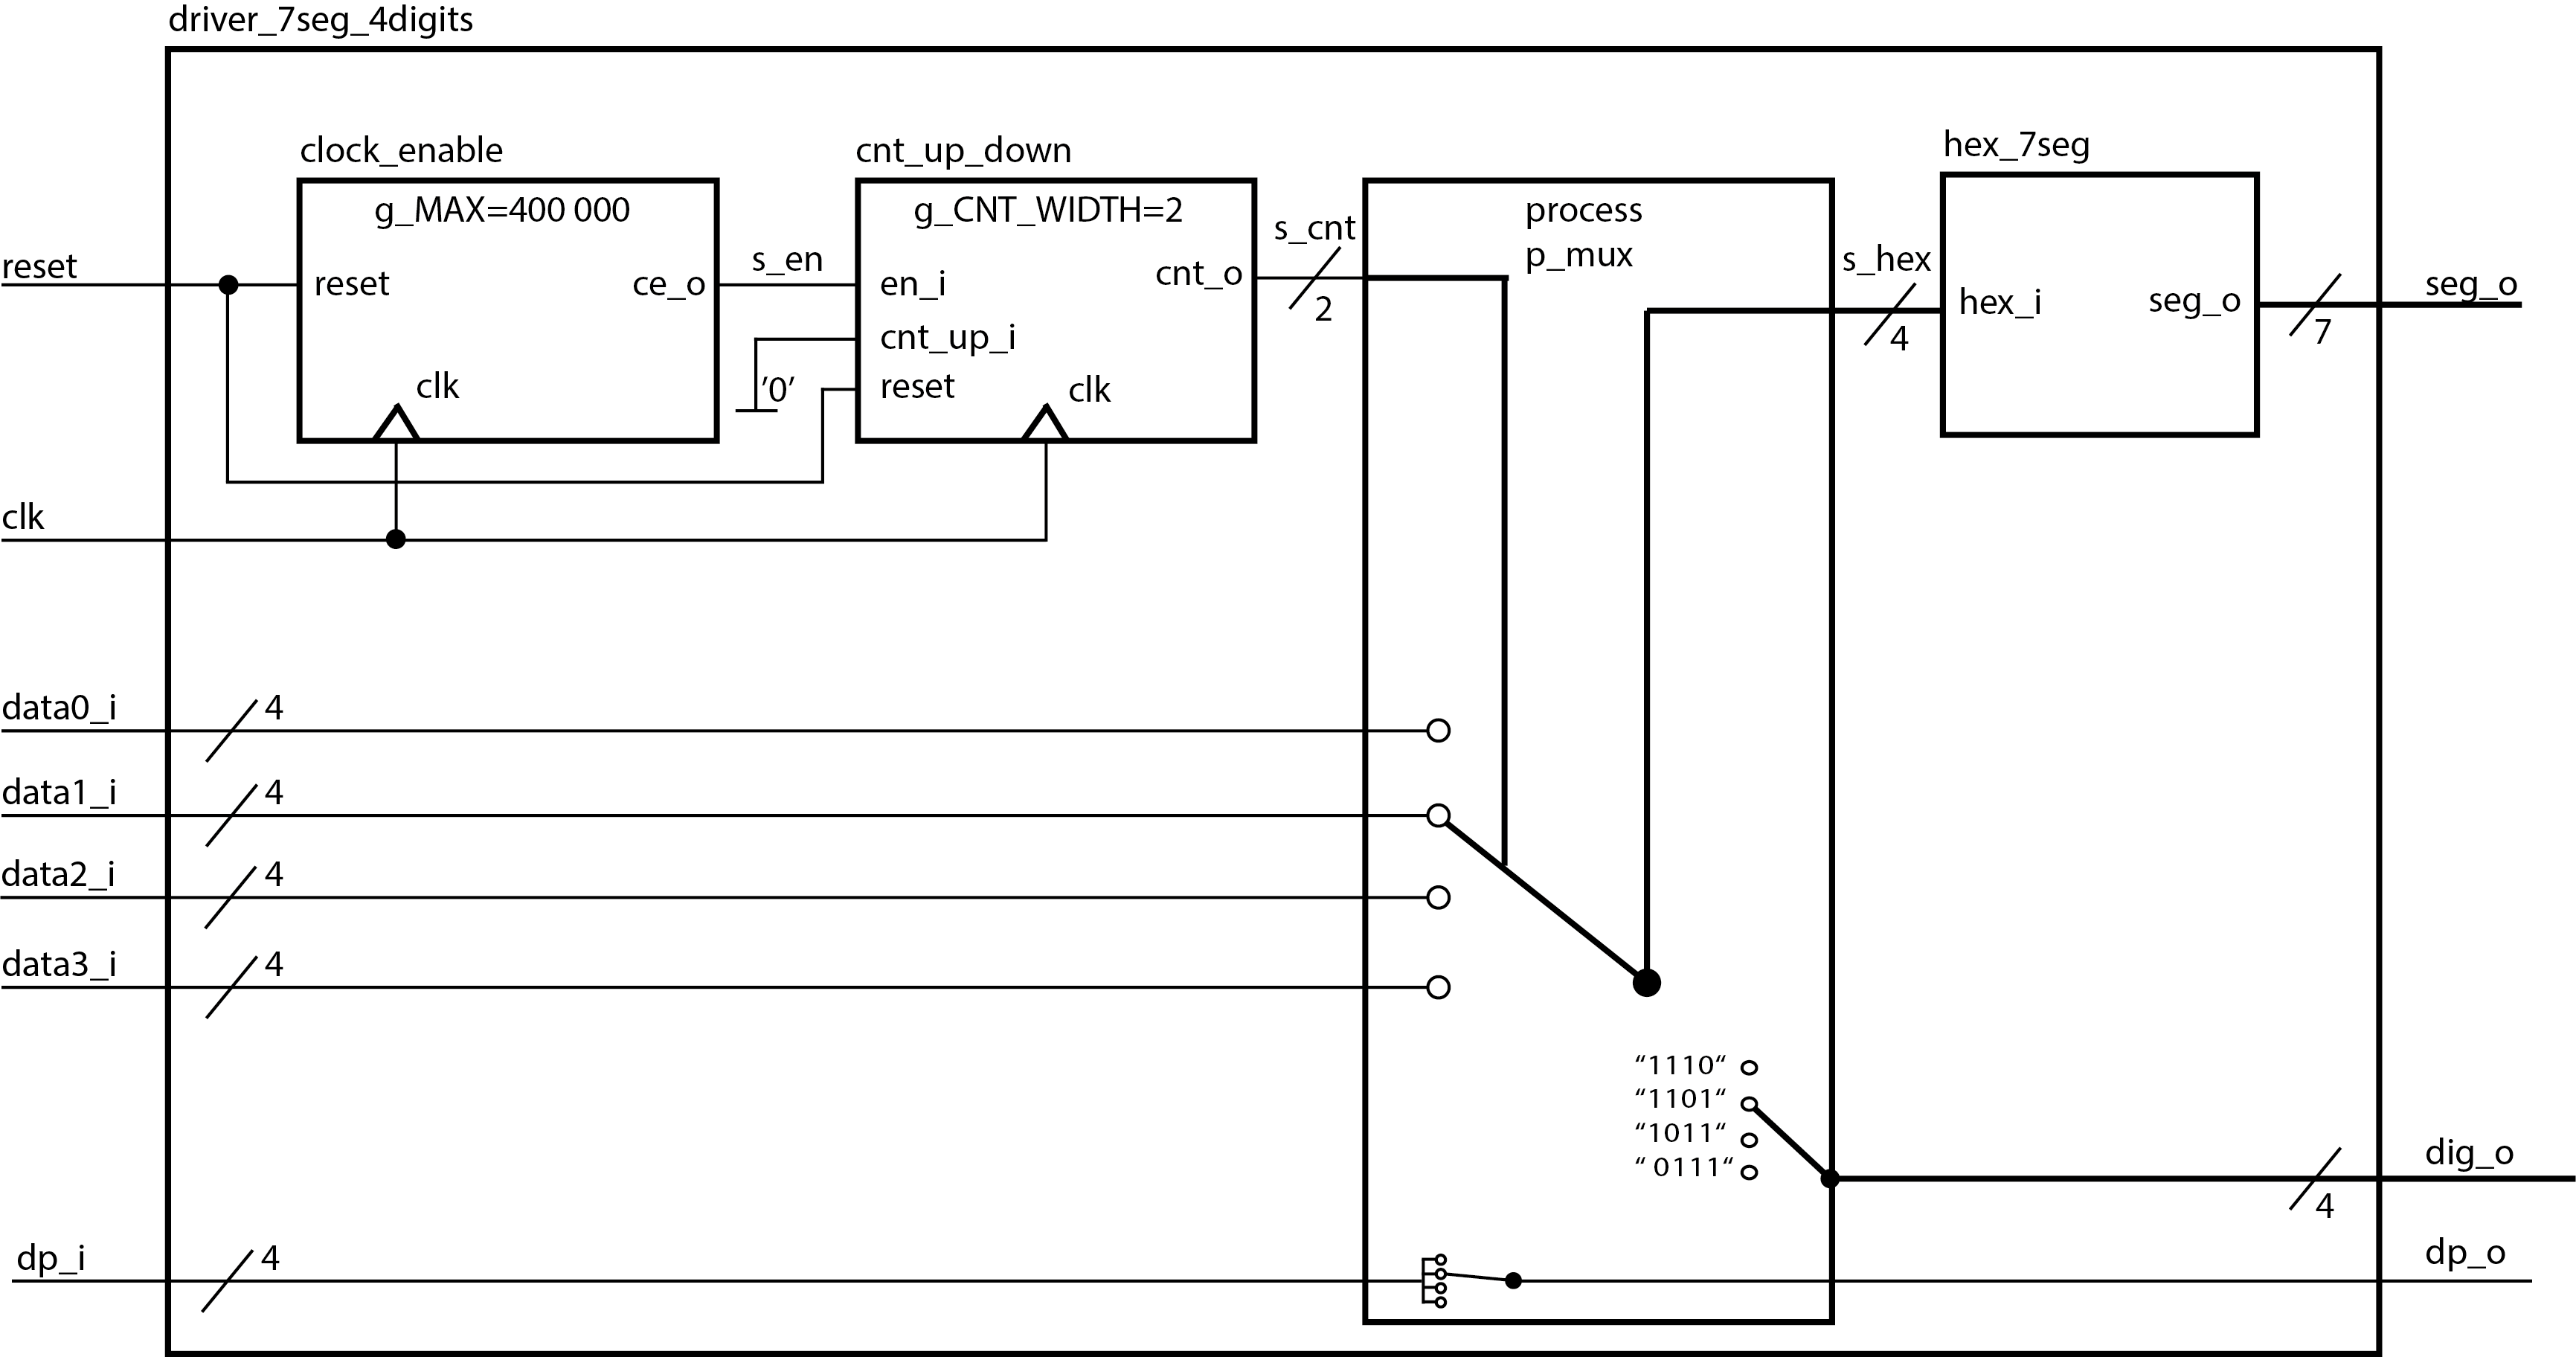 driver_7seg_4digits
clock_enable
g_MAX=400 000
reset
ce_o
clk
s_en
cnt_up_down
g_CNT_WIDTH=2
en_i
cnt_o
cnt_up_i
reset
clk
'0'
s_cnt
2
process
p_mux
s_hex
4
hex_7seg
hex_i
seg_o
seg_o
7
reset
clk
data0_i
4
data1_i
4
data2_i
4
data3_i
4
“1110“
“1101“
“1011“
“ 0111“
dig_o
4
dp_i
4
dp_o